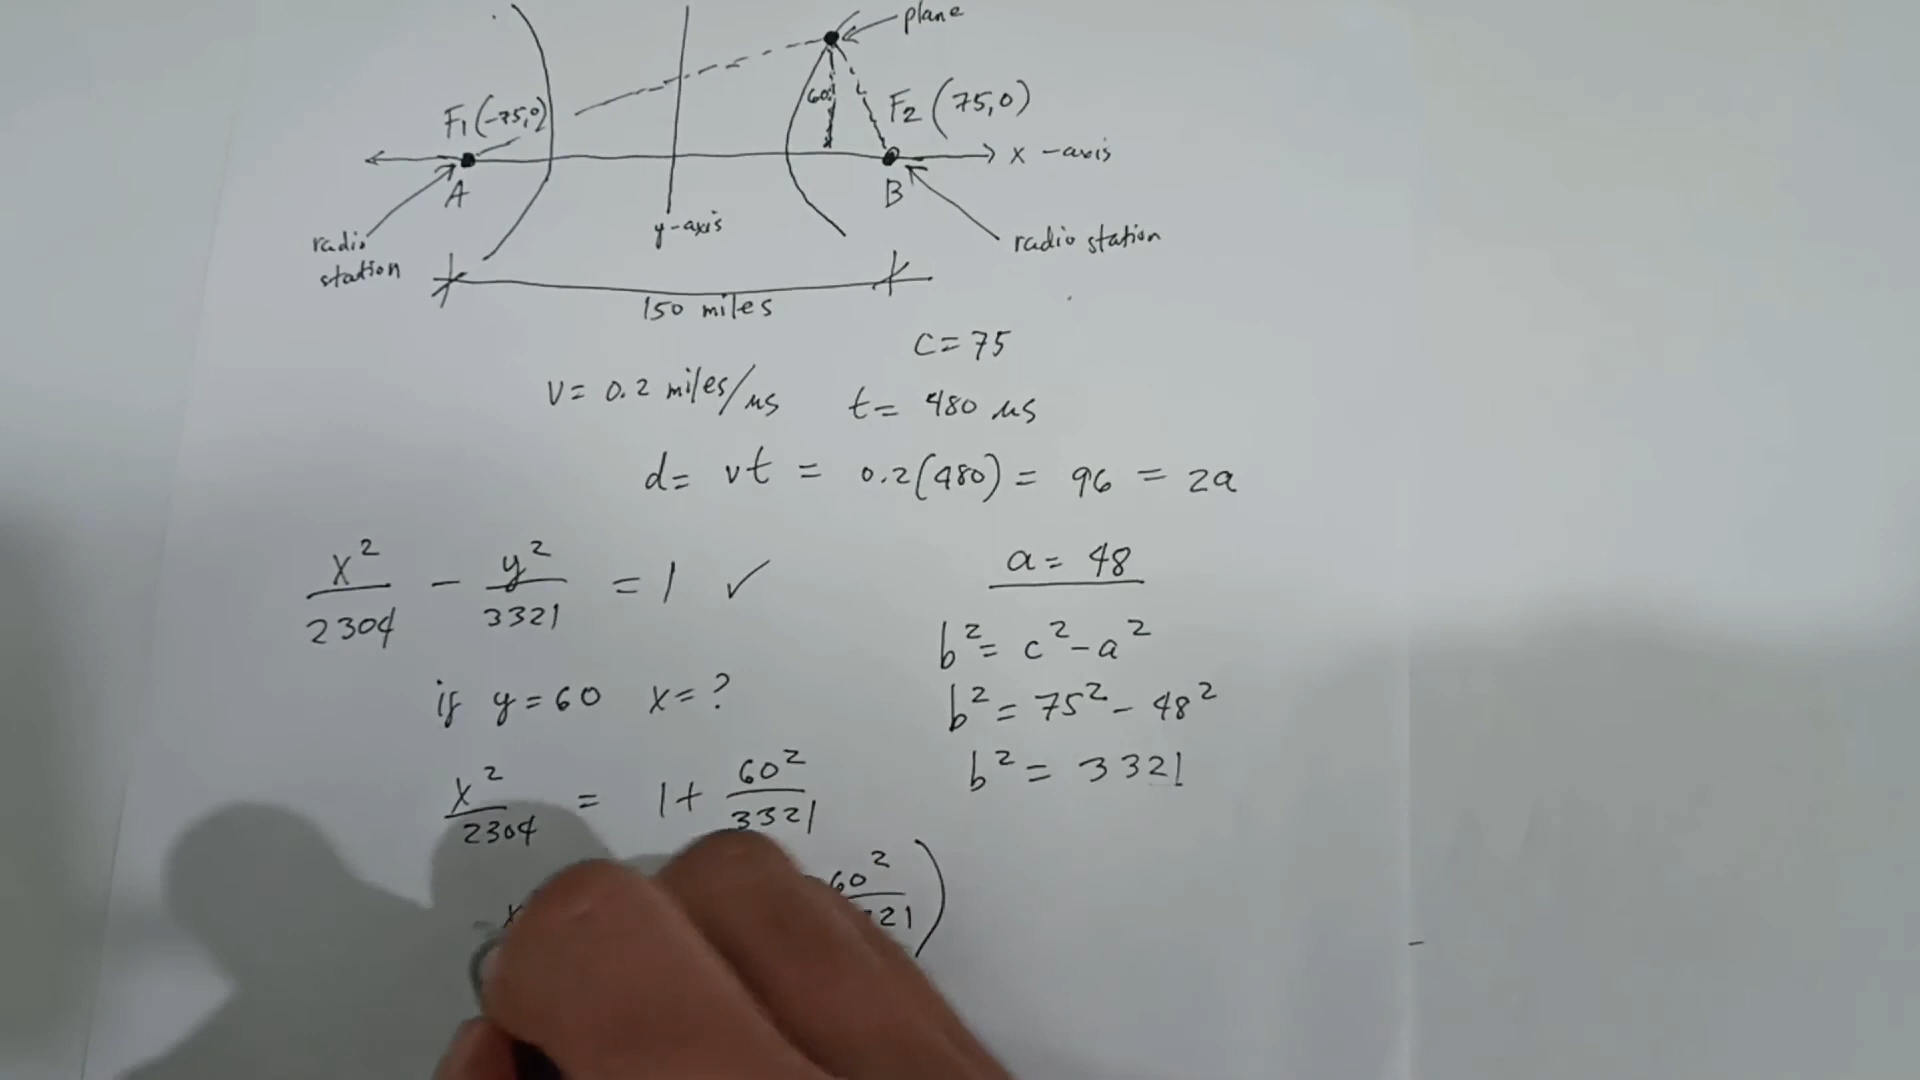 plane
60
F₁(-75,0)
F₂ (75,0)
x -axis
A
B
y-axis
radio station
radio station
150 miles
c = 75
V = 0.2 miles/μs t = 480 μs
d = vt = 0.2(480) = 96 = 2a
x²/2304 - y²/3321 = 1 ✓
a = 48
b² = c² - a²
if y = 60 x = ?
b² = 75² - 48²
b² = 3321
x²/2304 = 1 + 60²/3321
x
60²
21)